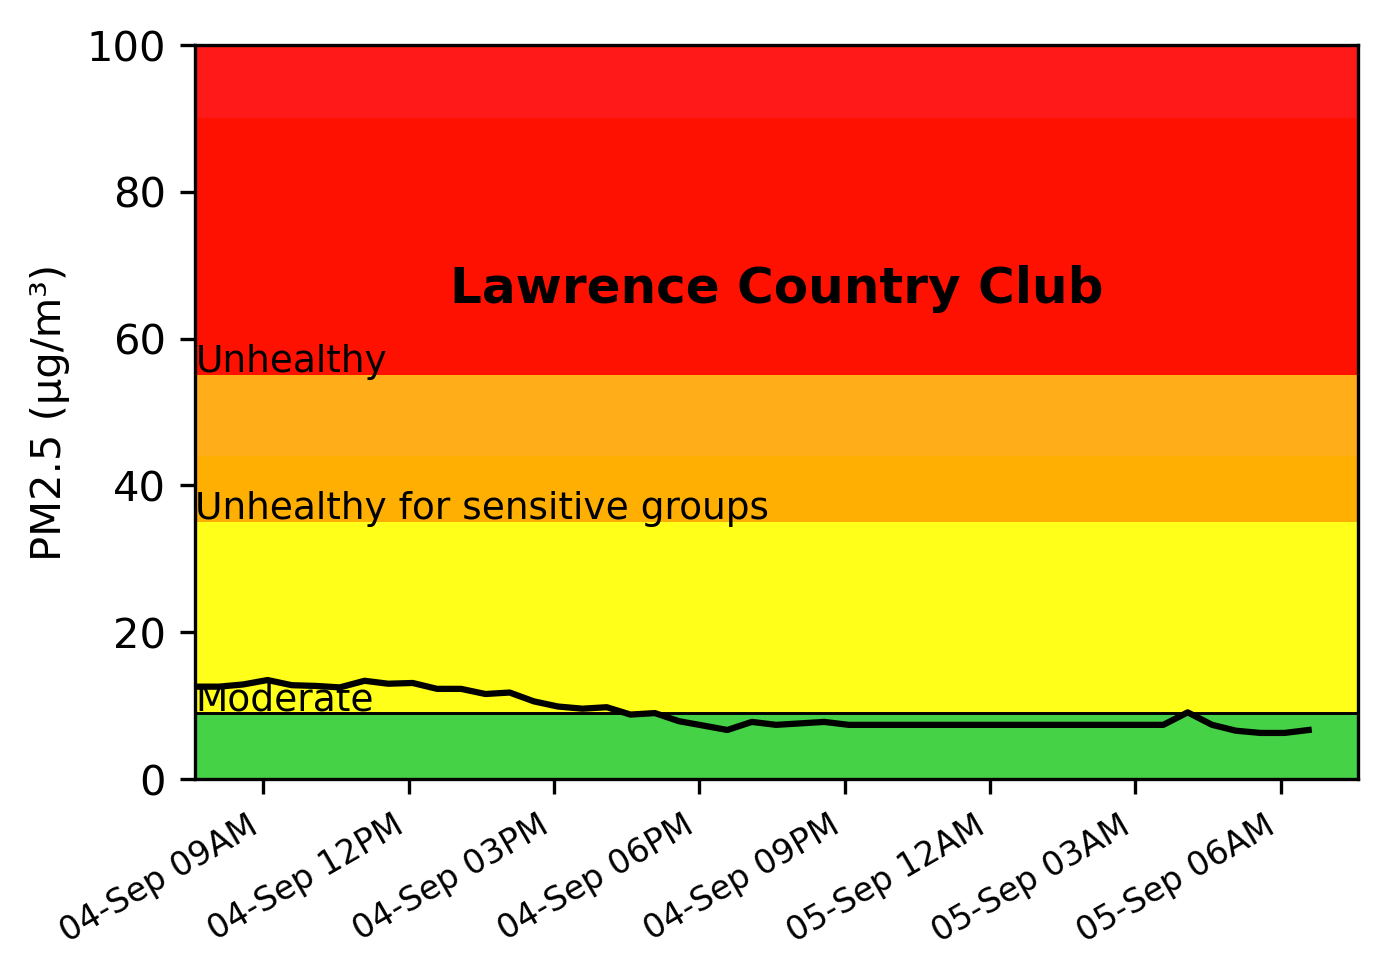 100
80
60
40
20
0
PM2.5 (µg/m³)
Lawrence Country Club
Unhealthy
Unhealthy for sensitive groups
Moderate
04-Sep 09AM
04-Sep 12PM
04-Sep 03PM
04-Sep 06PM
04-Sep 09PM
05-Sep 12AM
05-Sep 03AM
05-Sep 06AM